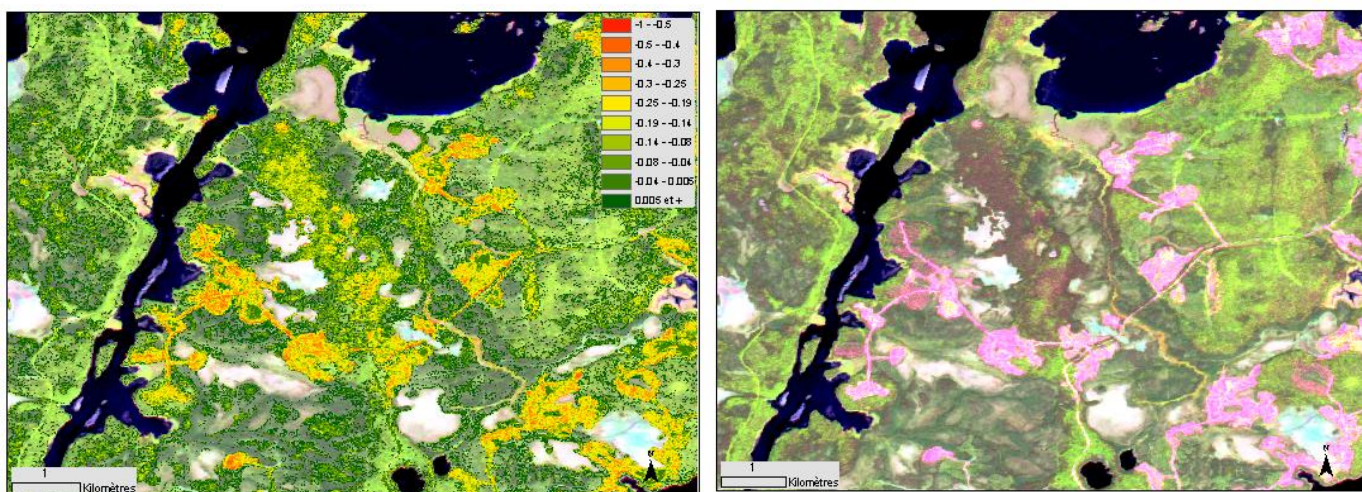 -1 - -0.5
-0.5 - -0.4
-0.4 - -0.3
-0.3 - -0.25
-0.25 - -0.19
-0.19 - -0.14
-0.14 - -0.08
-0.08 - -0.04
-0.04 - -0.005
0.005 et +
1
Kilomètres
N
1
Kilomètres
N